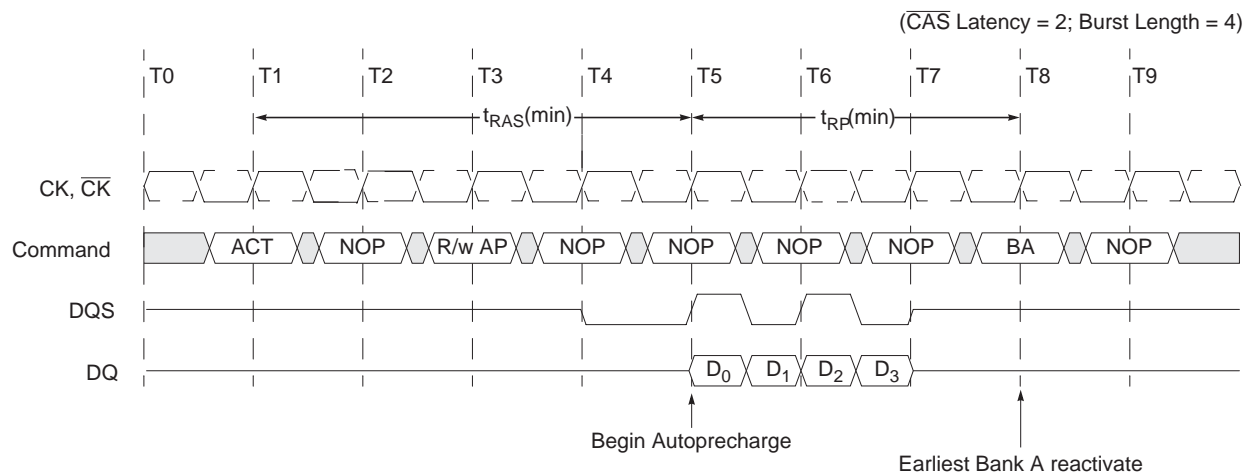 (CAS Latency = 2; Burst Length = 4)
T0 T1 T2 T3 T4 T5 T6 T7 T8 T9
tRAS(min) tRP(min)
CK, CK
Command ACT NOP R/w AP NOP NOP NOP NOP BA NOP
DQS
DQ D0 D1 D2 D3
Begin Autoprecharge
Earliest Bank A reactivate